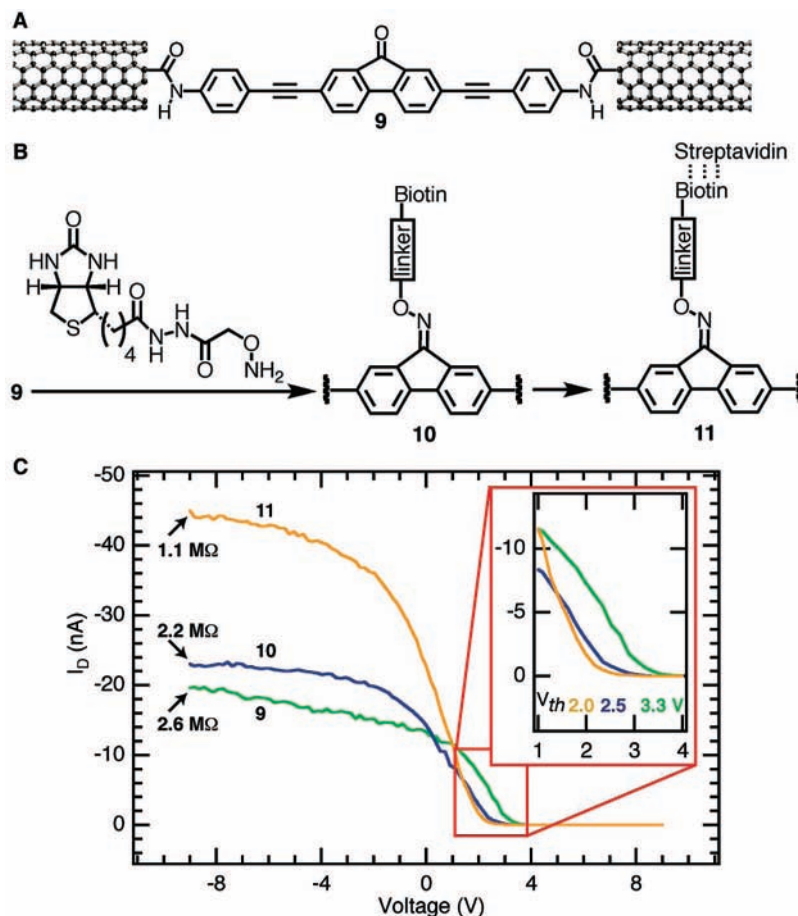 A
O
O
O
N
H
N
H
9
B
Streptavidin
Biotin
Biotin
O
HN
NH
H
H
S
4
O
H
N
N
H
O
O
NH2
linker
linker
O
N
O
N
9
10
11
C
-50
-40
-30
-20
-10
0
ID (nA)
11
1.1 MΩ
2.2 MΩ
10
9
2.6 MΩ
-10
-5
0
Vth 2.0 2.5 3.3 V
1 2 3 4
-8 -4 0 4 8
Voltage (V)